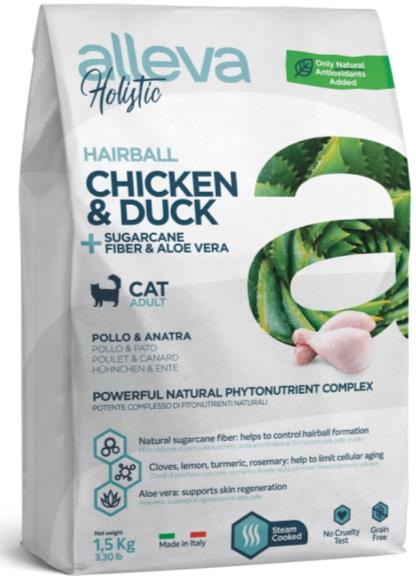 alleva
Holistic
Only Natural
Antioxidants
Added
HAIRBALL
CHICKEN
& DUCK
+ SUGARCANE
FIBER & ALOE VERA
CAT
ADULT
POLLO & ANATRA
POLLO & PATO
POULET & CANARD
HÜHNCHEN & ENTE
POWERFUL NATURAL PHYTONUTRIENT COMPLEX
POTENTE COMPLESSO DI FITONUTRIENTI NATURALI
Natural sugarcane fiber: helps to control hairball formation
Cloves, lemon, turmeric, rosemary: help to limit cellular aging
Aloe vera: supports skin regeneration
Net weight
1,5 Kg
3,30 lb
Made in Italy
Steam
Cooked
No Cruelty
Test
Grain
Free